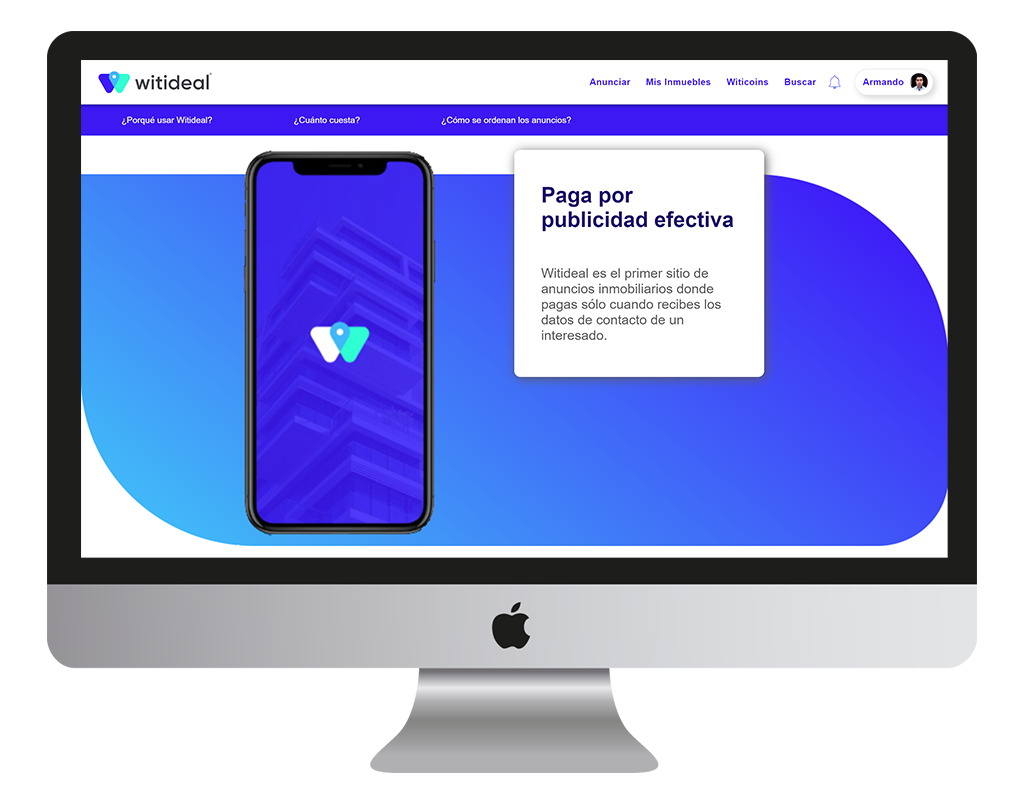 witideal
Anunciar Mis Inmuebles Witicoins Buscar Armando
¿Porqué usar Witideal? ¿Cuánto cuesta? ¿Cómo se ordenan los anuncios?
Paga por
publicidad efectiva
Witideal es el primer sitio de
anuncios inmobiliarios donde
pagas sólo cuando recibes los
datos de contacto de un
interesado.